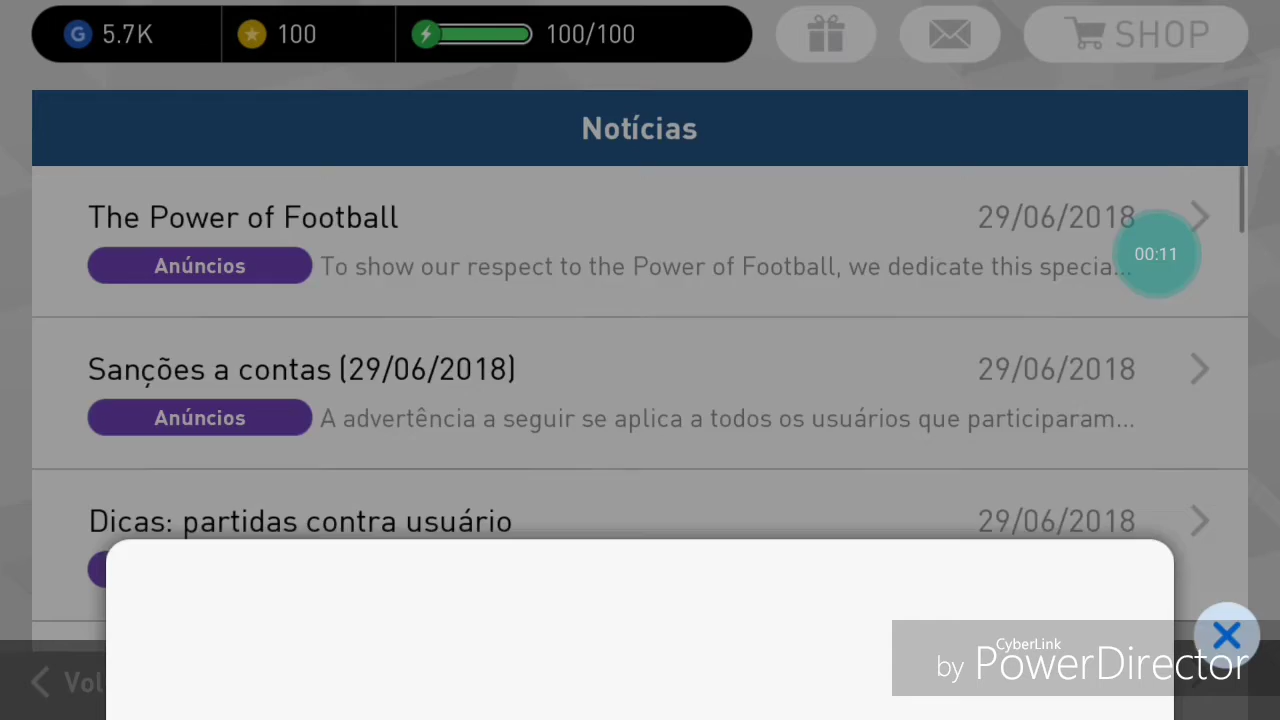 G 5.7K 100 100/100 SHOP
Notícias
The Power of Football 29/06/2018
00:11
Anúncios To show our respect to the Power of Football, we dedicate this specia...
Sanções a contas (29/06/2018) 29/06/2018
Anúncios A advertência a seguir se aplica a todos os usuários que participaram...
Dicas: partidas contra usuário 29/06/2018
CyberLink
by PowerDirector